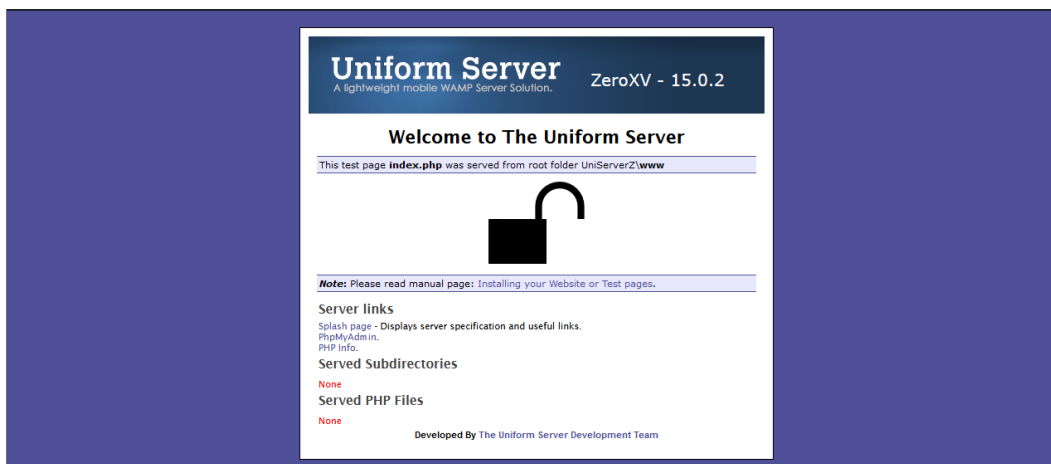 Uniform Server
A lightweight mobile WAMP Server Solution.
ZeroXV - 15.0.2
Welcome to The Uniform Server
This test page index.php was served from root folder UniServerZ\www
Note: Please read manual page: Installing your Website or Test pages.
Server links
Splash page - Displays server specification and useful links.
PhpMyAdmin.
PHP Info.
Served Subdirectories
None
Served PHP Files
None
Developed By The Uniform Server Development Team